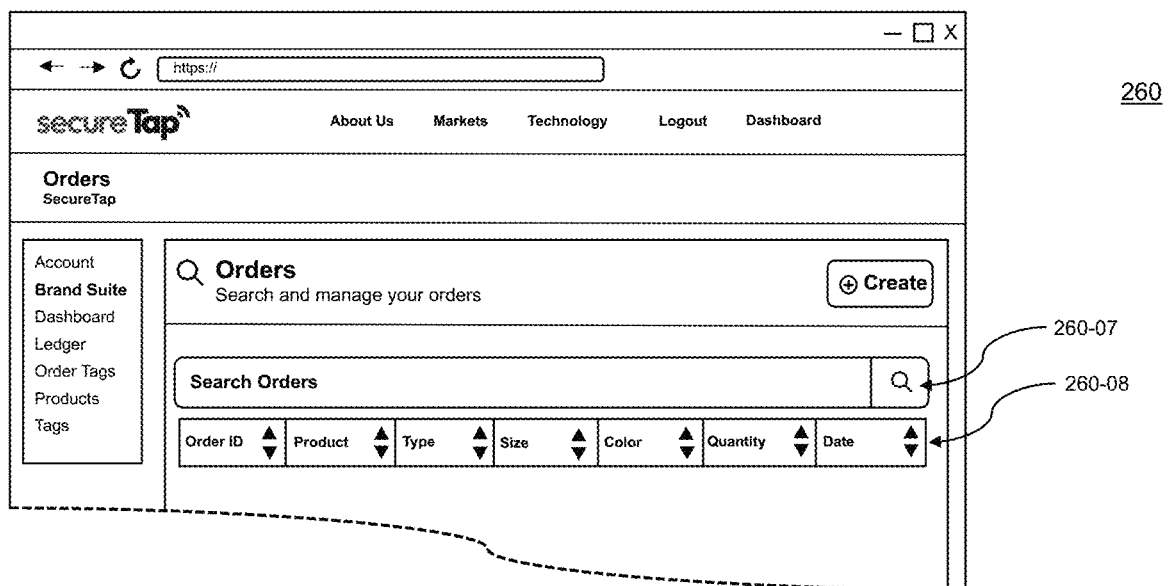 — □ X
https://
260
secureTap
About Us Markets Technology Logout Dashboard
Orders
SecureTap
Account
Brand Suite
Dashboard
Ledger
Order Tags
Products
Tags
Orders
Search and manage your orders
Create
260-07
Search Orders
260-08
Order ID Product Type Size Color Quantity Date